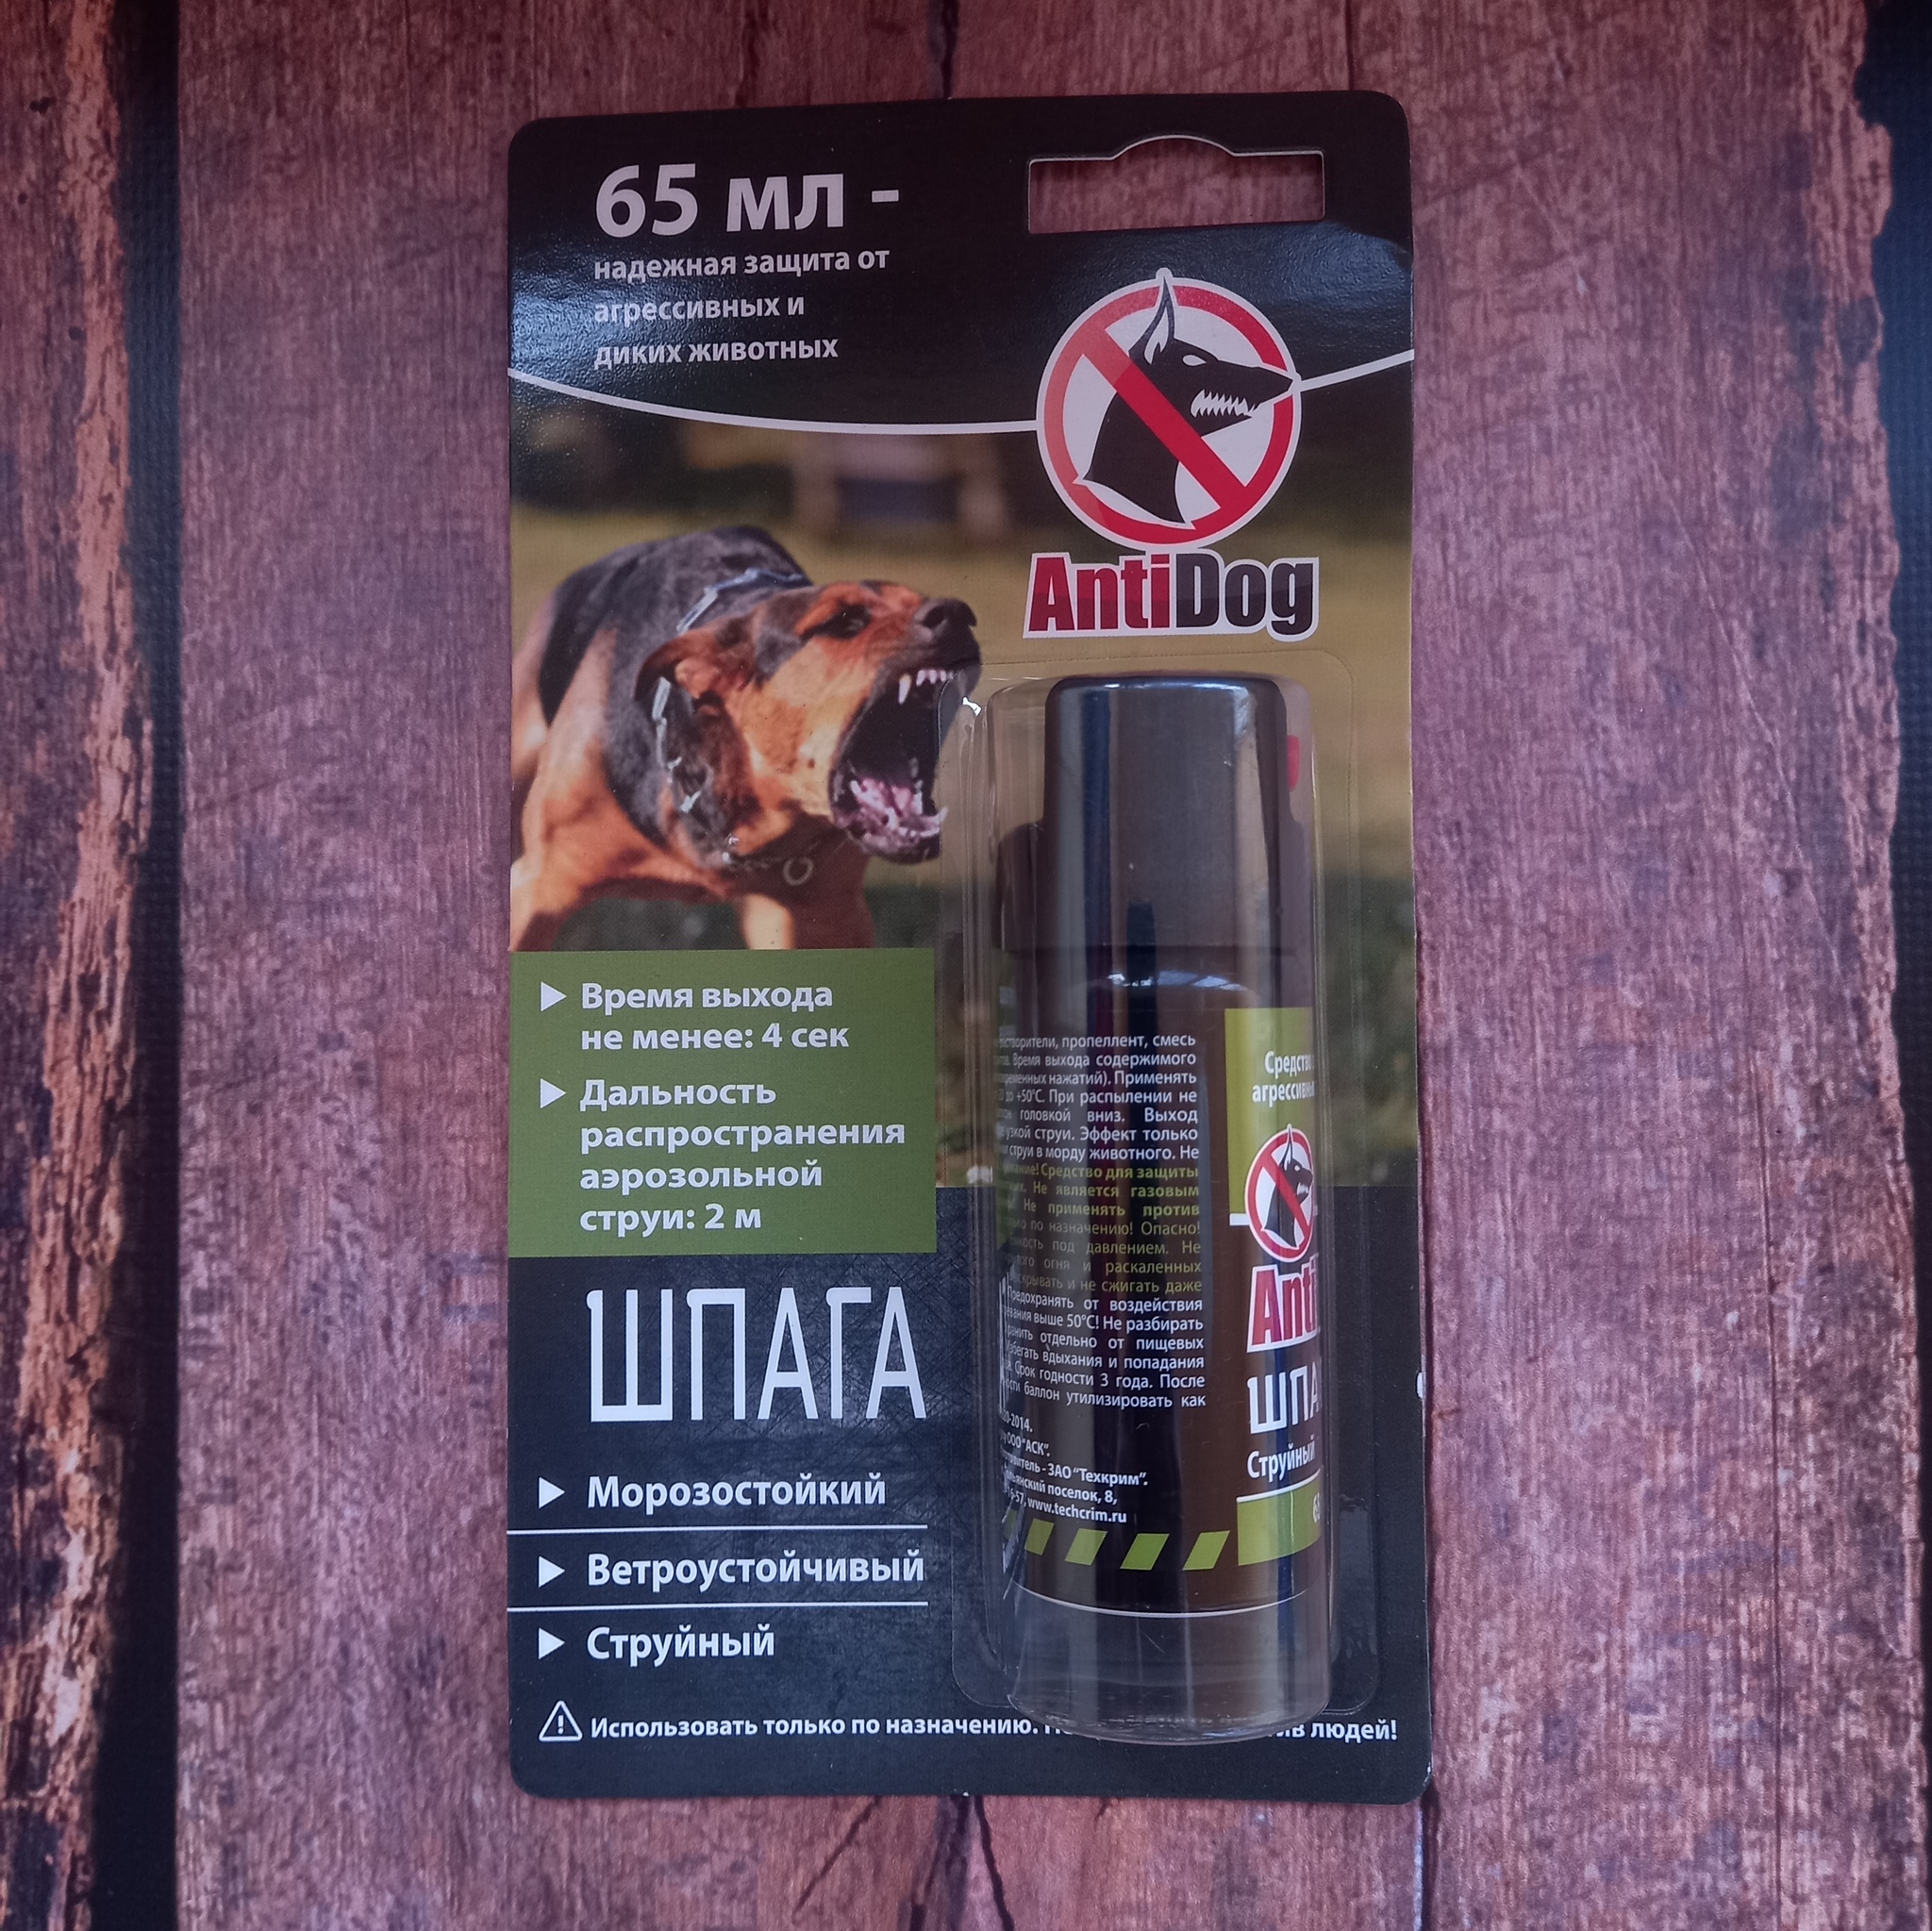 65 мл -
надежная защита от
агрессивных и
диких животных
AntiDog
Время выхода
не менее: 4 сек
Дальность
распространения
аэрозольной
струи: 2 м
ШПАГА
Морозостойкий
Ветроустойчивый
Струйный
Использовать только по назначению. людей!
пропеллент, смесь
Время выхода содержимого
нажатий). Применять
до +50°С. При распылении не
головкой вниз. Выход
узкой струи. Эффект только
струи в морду животного. Не
Средство для защиты
Не является газовым
Не применять против
по назначению! Опасно!
под давлением. Не
огня и раскаленных
и не сжигать даже
Предохранять от воздействия
выше 50°С! Не разбирать
отдельно от пищевых
вдыхания и попадания
Срок годности 3 года. После
баллон утилизировать как
ООО "АСК".
ЗАО "Техкрим".
поселок, 8,
www.techcrim.ru
Anti
Струйный